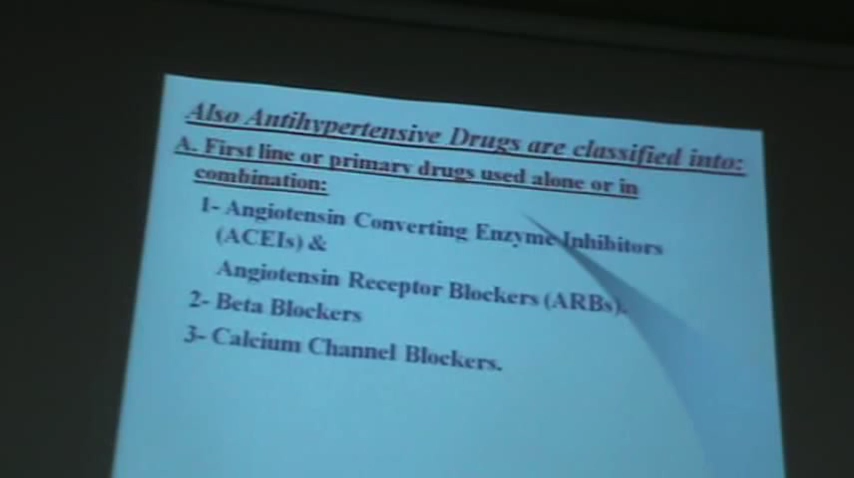 Also Antihypertensive Drugs are classified into:
A. First line or primary drugs used alone or in
combination:
1- Angiotensin Converting Enzyme Inhibitors
(ACEIs) &
Angiotensin Receptor Blockers (ARBs).
2- Beta Blockers
3- Calcium Channel Blockers.